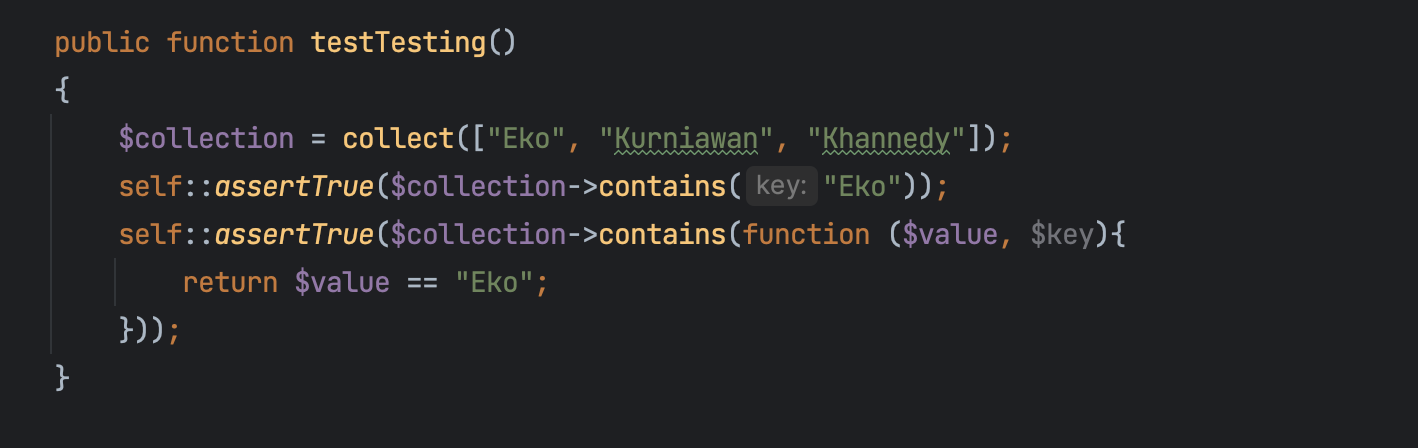 public function testTesting()
{
    $collection = collect(["Eko", "Kurniawan", "Khannedy"]);
    self::assertTrue($collection->contains( key: "Eko"));
    self::assertTrue($collection->contains(function ($value, $key){
        return $value == "Eko";
    }));
}